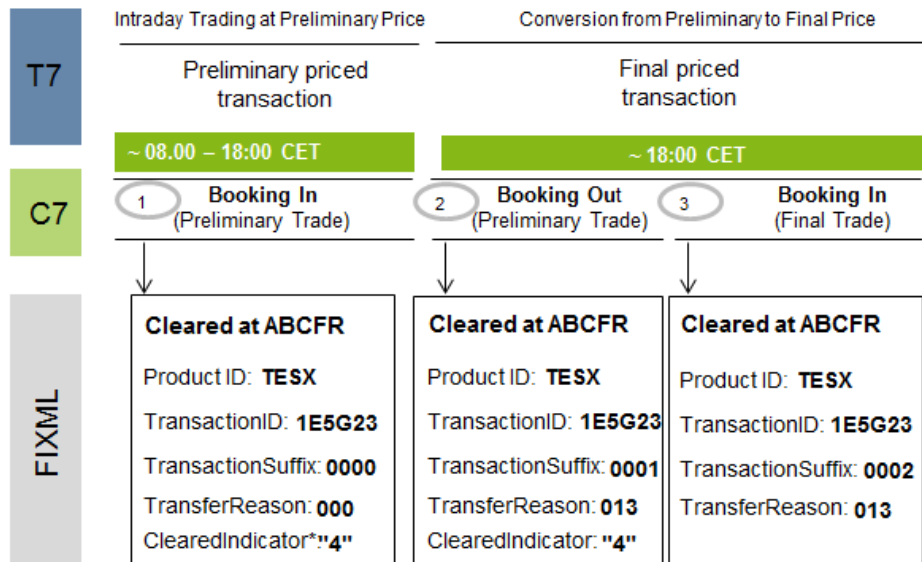 Intraday Trading at Preliminary Price
Conversion from Preliminary to Final Price
T7
Preliminary priced
transaction
Final priced
transaction
~ 08.00 – 18:00 CET
~ 18:00 CET
C7
1
Booking In
(Preliminary Trade)
2
Booking Out
(Preliminary Trade)
3
Booking In
(Final Trade)
FIXML
Cleared at ABCFR
Product ID: TESX
TransactionID: 1E5G23
TransactionSuffix: 0000
TransferReason: 000
ClearedIndicator*:"4"
Cleared at ABCFR
Product ID: TESX
TransactionID: 1E5G23
TransactionSuffix: 0001
TransferReason: 013
ClearedIndicator: "4"
Cleared at ABCFR
Product ID: TESX
TransactionID: 1E5G23
TransactionSuffix: 0002
TransferReason: 013